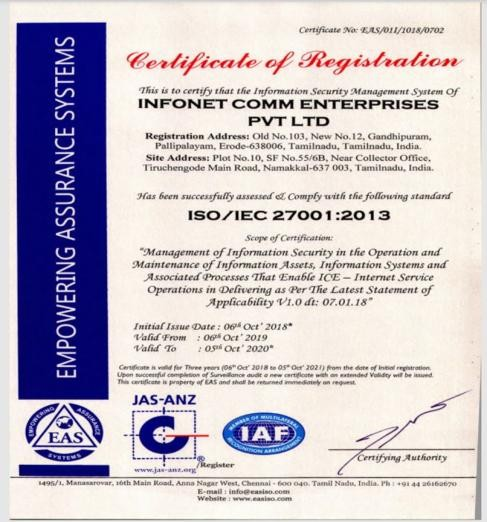 Certificate No: EAS/01I/1018/0702
Certificate of Registration
This is to certify that the Information Security Management System Of
INFONET COMM ENTERPRISES
PVT LTD
Registration Address: Old No.103, New No.12, Gandhipuram,
Pallipalayam, Erode-638006, Tamilnadu, Tamilnadu, India.
Site Address: Plot No.10, SF No.55/6B, Near Collector Office,
Tiruchengode Main Road, Namakkal-637 003, Tamilnadu, India.
Has been successfully assessed & Comply with the following standard
ISO/IEC 27001:2013
Scope of Certification:
"Management of Information Security in the Operation and
Maintenance of Information Assets, Information Systems and
Associated Processes That Enable ICE – Internet Service
Operations in Delivering as Per The Latest Statement of
Applicability V1.0 dt: 07.01.18"
Initial Issue Date : 06th Oct' 2018*
Valid From : 06th Oct' 2019
Valid To : 05th Oct' 2020*
Certificate is valid for Three years (06th Oct' 2018 to 05th Oct' 2021) from the date of Initial registration.
Upon successful completion of Surveillance audit a new certificate with an extended Validity will be issued.
This certificate is property of EAS and shall be returned immediately on request.
EMPOWERING ASSURANCE SYSTEMS
EMPOWERING ASSURANCE
EAS
SYSTEMS
JAS-ANZ
C
®
www.jas-anz.org/Register
MEMBER OF MULTILATERAL
IAF
RECOGNITION ARRANGEMENT
Certifying Authority
1495/1, Manasarovar, 16th Main Road, Anna Nagar West, Chennai - 600 040. Tamil Nadu, India. Ph : +91 44 26162670
E-mail : info@easiso.com
Website : www.easiso.com